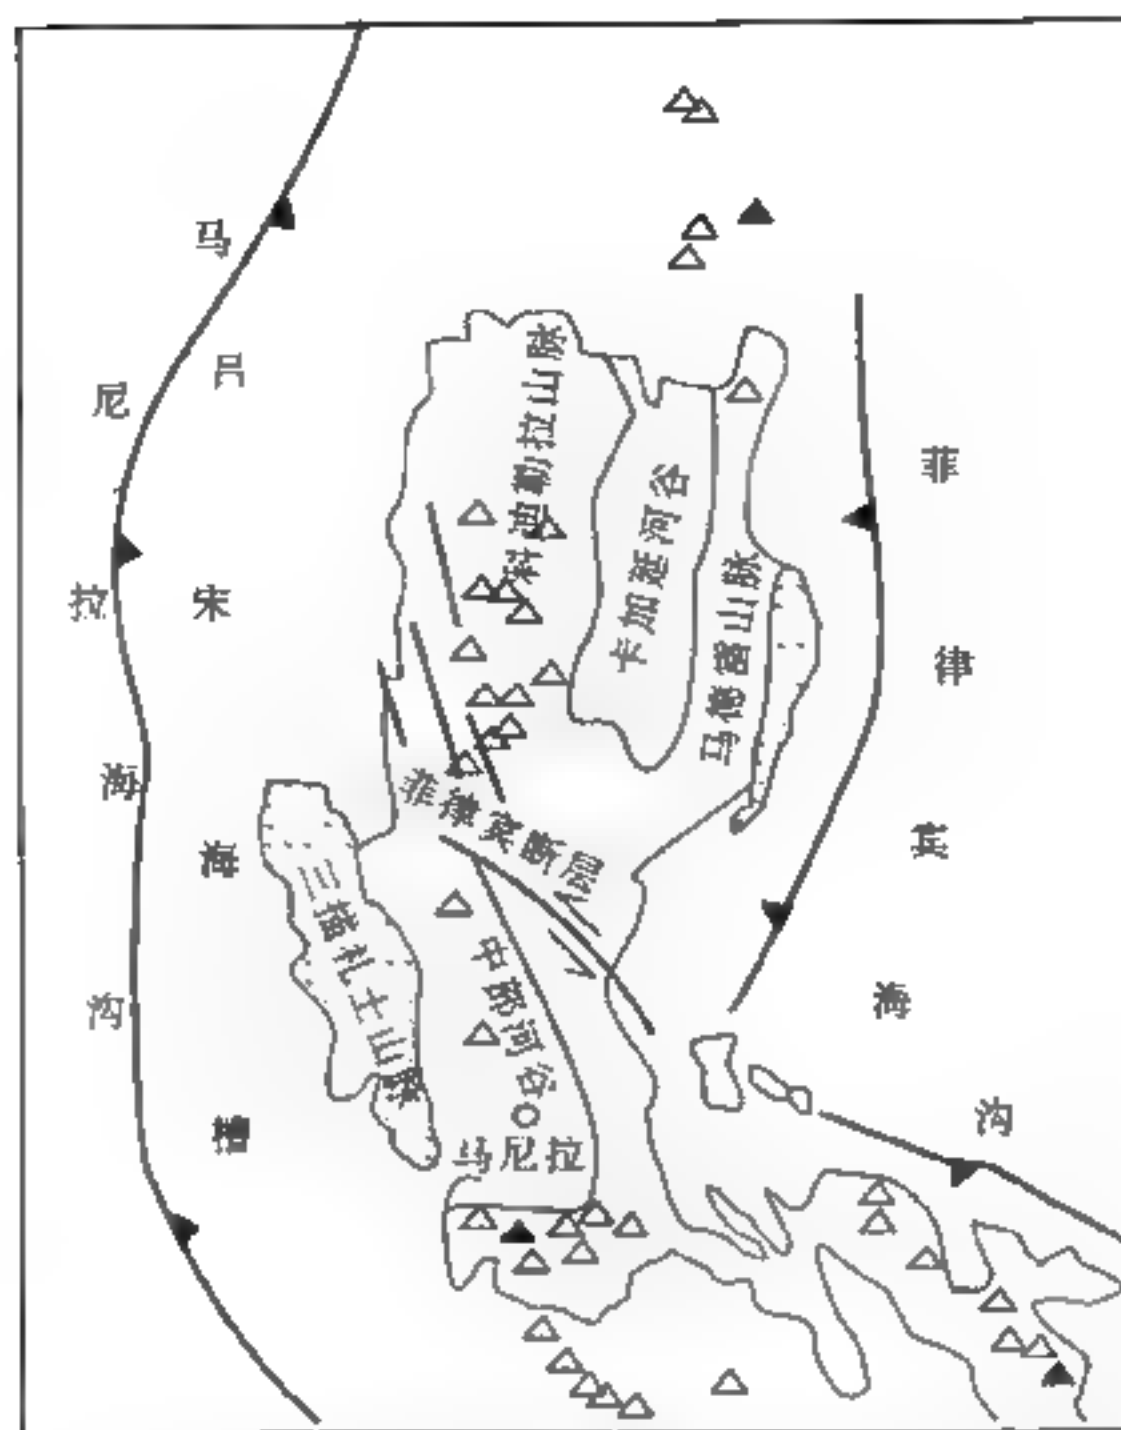 马尼拉海沟
吕宋海槽
科迪勒拉山脉
卡加延河谷
马德雷山脉
菲律宾海沟
菲律宾断层
三描礼士山脉
中部河谷
马尼拉